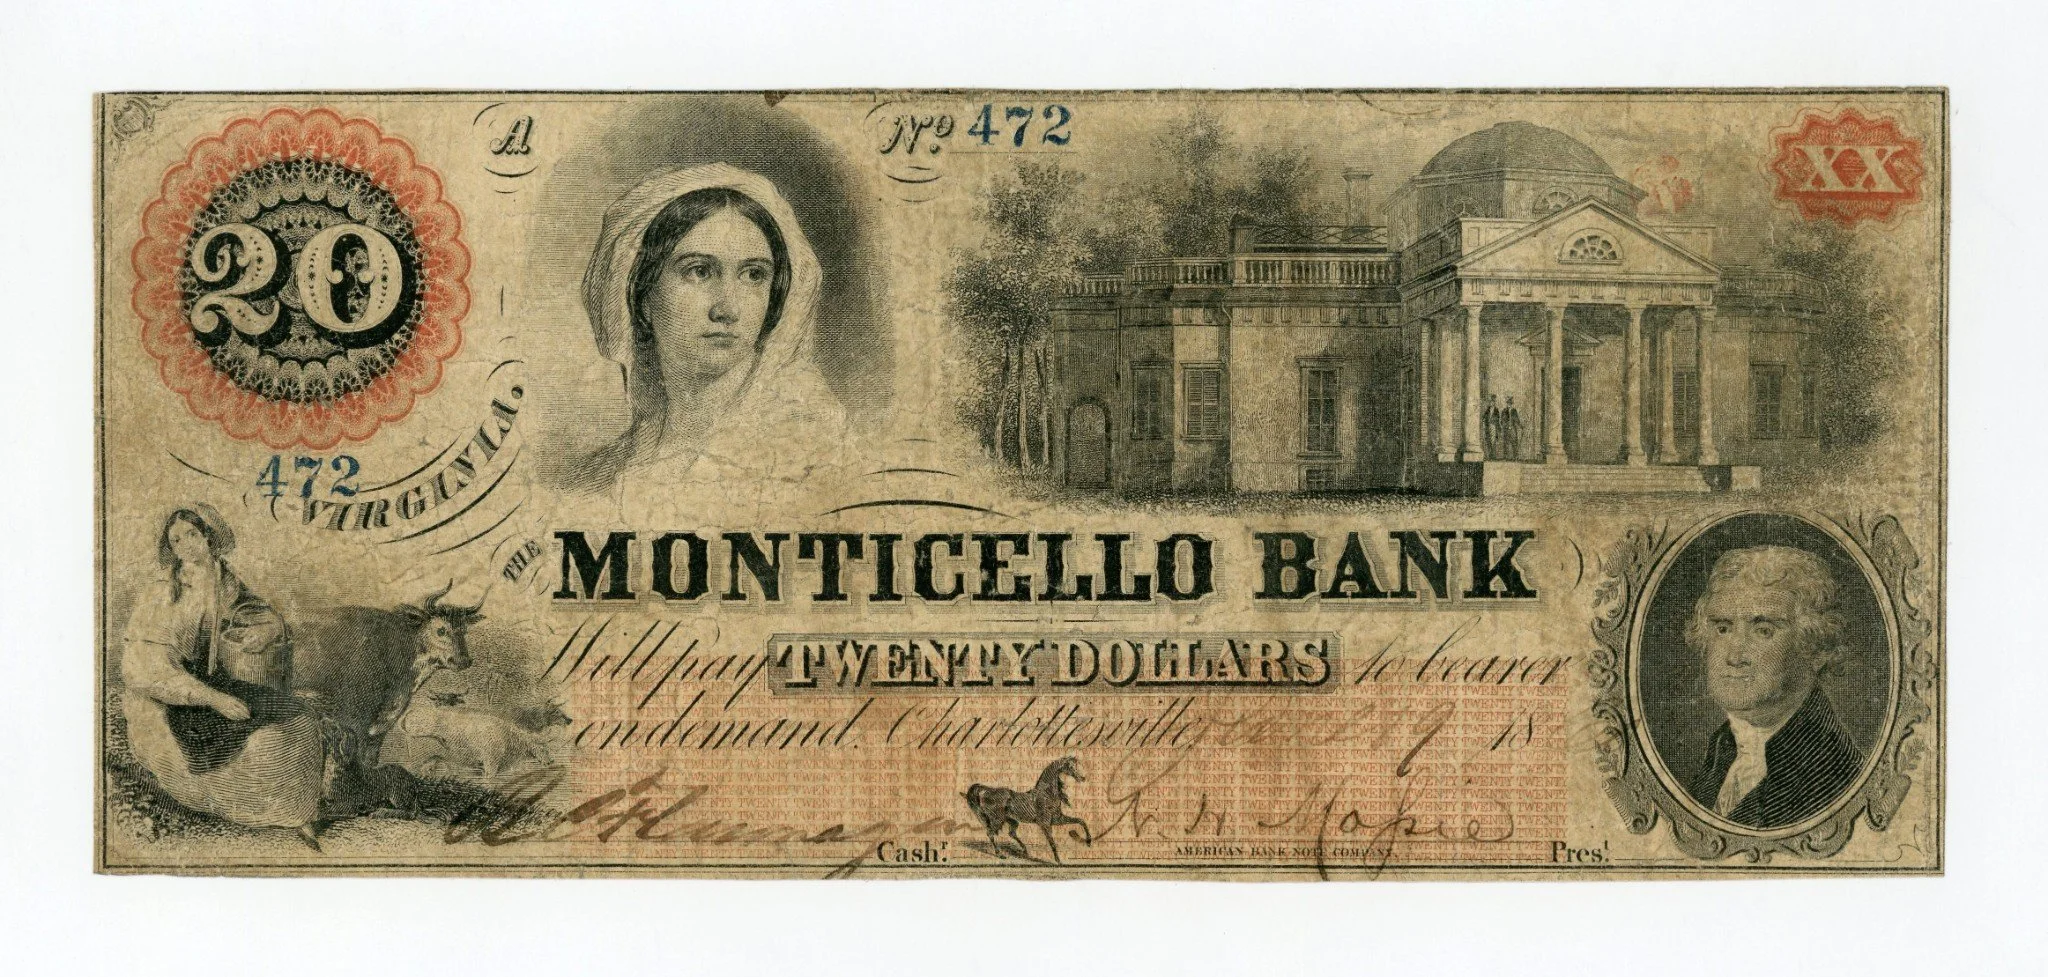 A
No 472
XX
20
472
VIRGINIA.
THE MONTICELLO BANK
Will pay TWENTY DOLLARS to bearer
on demand. Charlottesville, 9 18
Cash.r
AMERICAN BANK NOTE COMPANY.
Pres.t